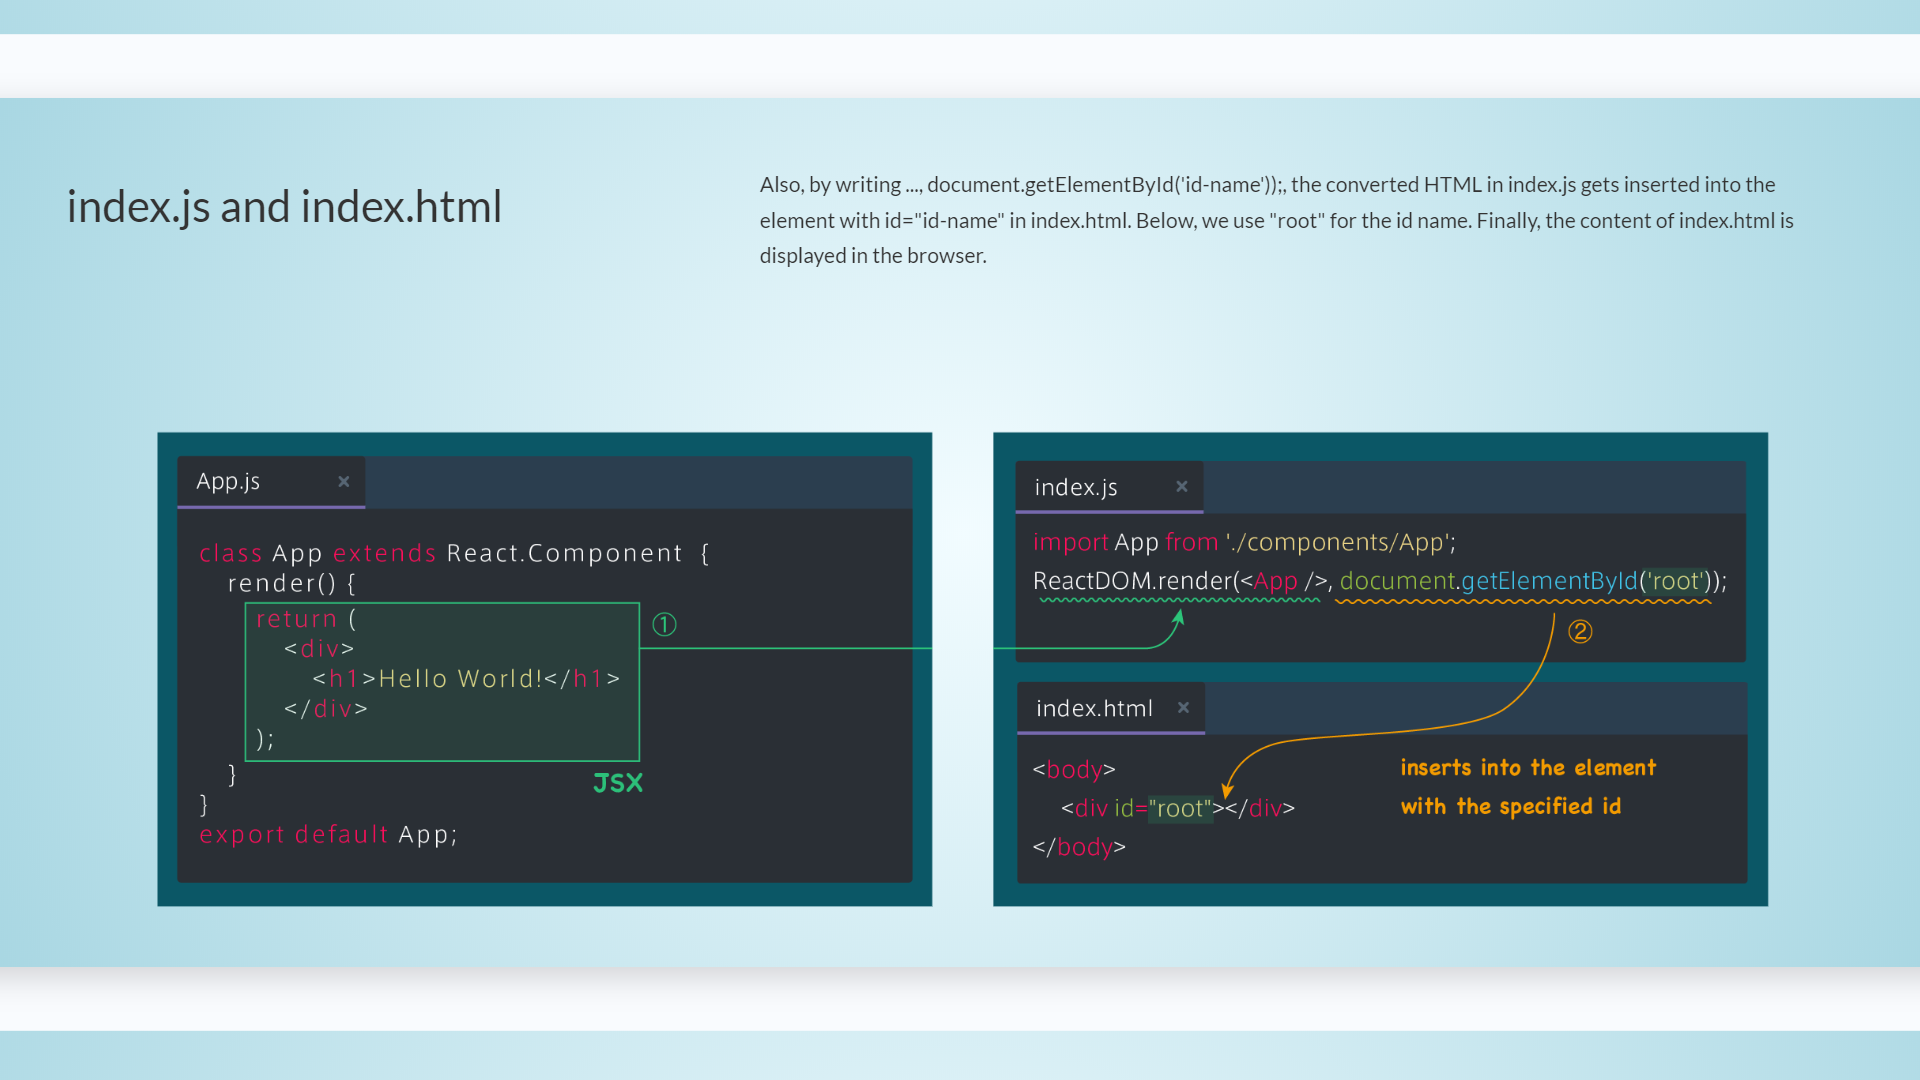 index.js and index.html
Also, by writing ..., document.getElementById('id-name'));, the converted HTML in index.js gets inserted into the
element with id="id-name" in index.html. Below, we use "root" for the id name. Finally, the content of index.html is
displayed in the browser.
App.js ×
class App extends React.Component {
render() {
return (
<div>
<h1>Hello World!</h1>
</div>
);
}
}
export default App;
JSX
①
index.js ×
import App from './components/App';
ReactDOM.render(<App />, document.getElementById('root'));
②
index.html ×
<body>
<div id="root"></div>
</body>
inserts into the element
with the specified id